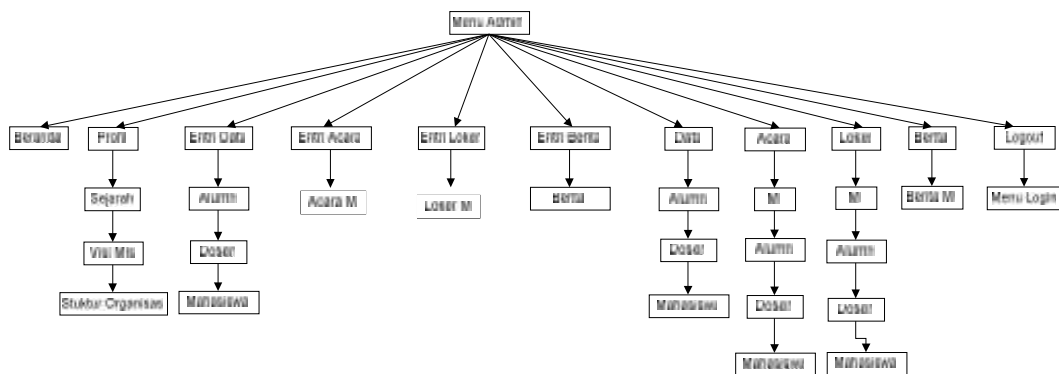 Menu Admin
Beranda
Profil
Entri Data
Entri Acara
Entri Loker
Entri Berita
Data
Acara
Loker
Berita
Logout
Sejarah
Alumni
Acara M
Loker M
Berita
Alumni
M
M
Berita M
Menu Login
Visi Misi
Dosen
Dosen
Alumni
Alumni
Stuktur Organisasi
Mahasiswa
Mahasiswa
Dosen
Dosen
Mahasiswa
Mahasiswa